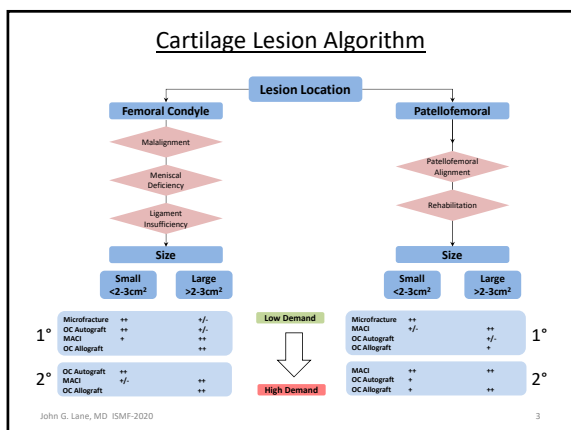 Cartilage Lesion Algorithm
Lesion Location
Femoral Condyle
Patellofemoral
Malalignment
Meniscal
Deficiency
Ligament
Insufficiency
Patellofemoral
Alignment
Rehabilitation
Size
Size
Small
<2-3cm²
Large
>2-3cm²
Small
<2-3cm²
Large
>2-3cm²
1°
Microfracture ++ +/-
OC Autograft ++ +/-
MACI + ++
OC Allograft ++
2°
OC Autograft ++
MACI +/- ++
OC Allograft ++
Low Demand
High Demand
Microfracture ++
MACI +/- ++
OC Autograft +/-
OC Allograft +
1°
MACI ++ ++
OC Autograft +
OC Allograft + ++
2°
John G. Lane, MD ISMF-2020
3